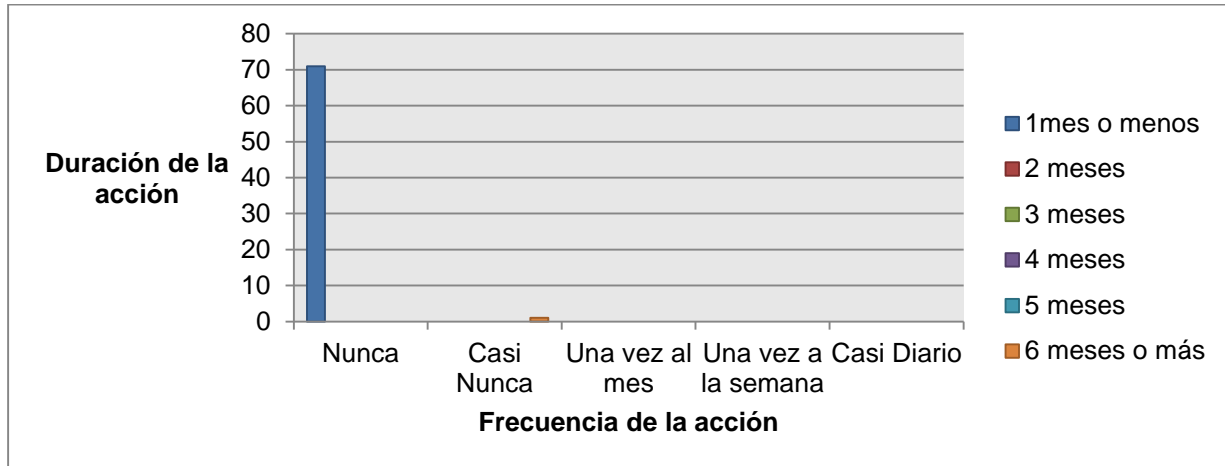 80
70
60
50
40
30
20
10
0
Duración de la
acción
Nunca
Casi
Nunca
Una vez al
mes
Una vez a
la semana
Casi Diario
Frecuencia de la acción
1mes o menos
2 meses
3 meses
4 meses
5 meses
6 meses o más